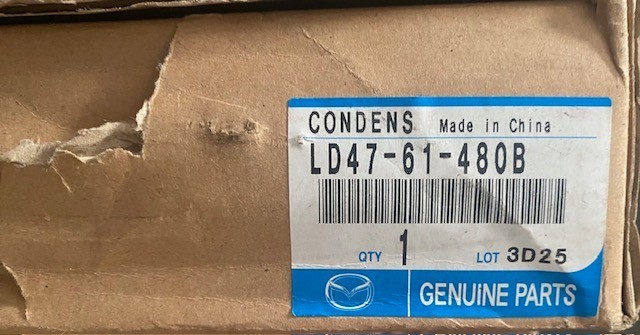 CONDENS Made in China
LD47-61-480B
QTY 1 LOT 3D25
GENUINE PARTS